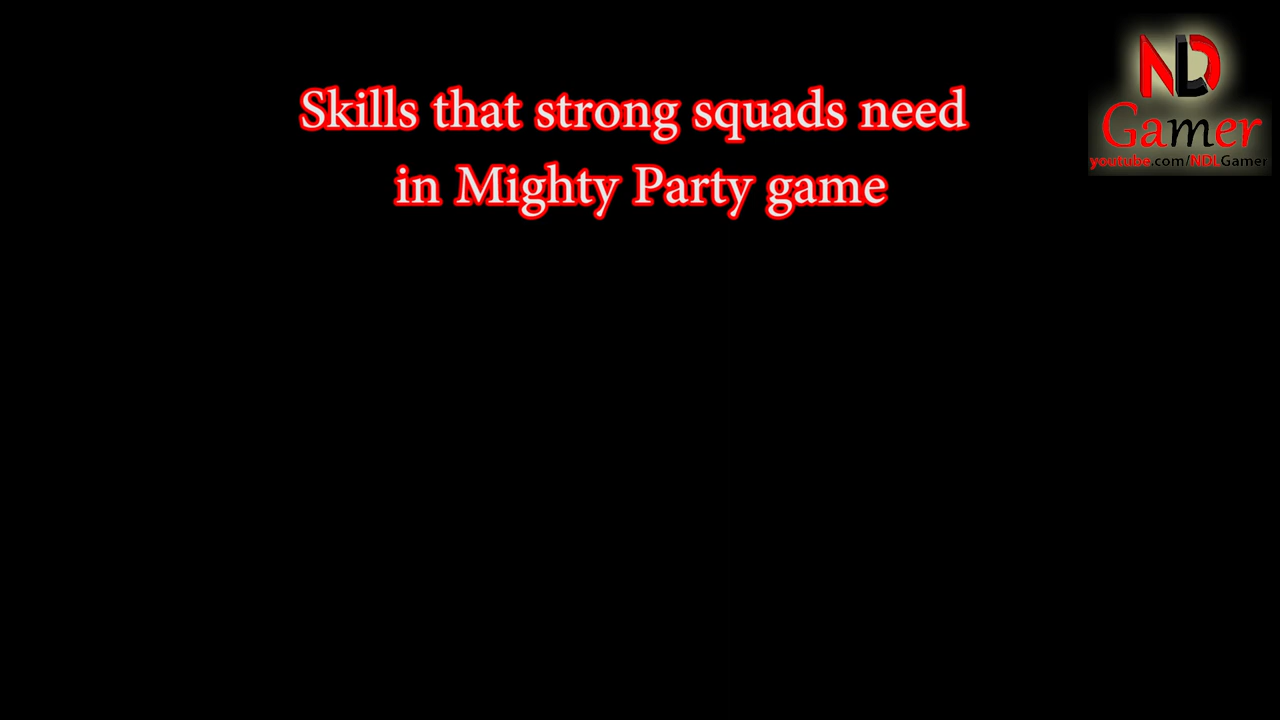 Skills that strong squads need
in Mighty Party game
NDL
Gamer
youtube.com/NDLGamer